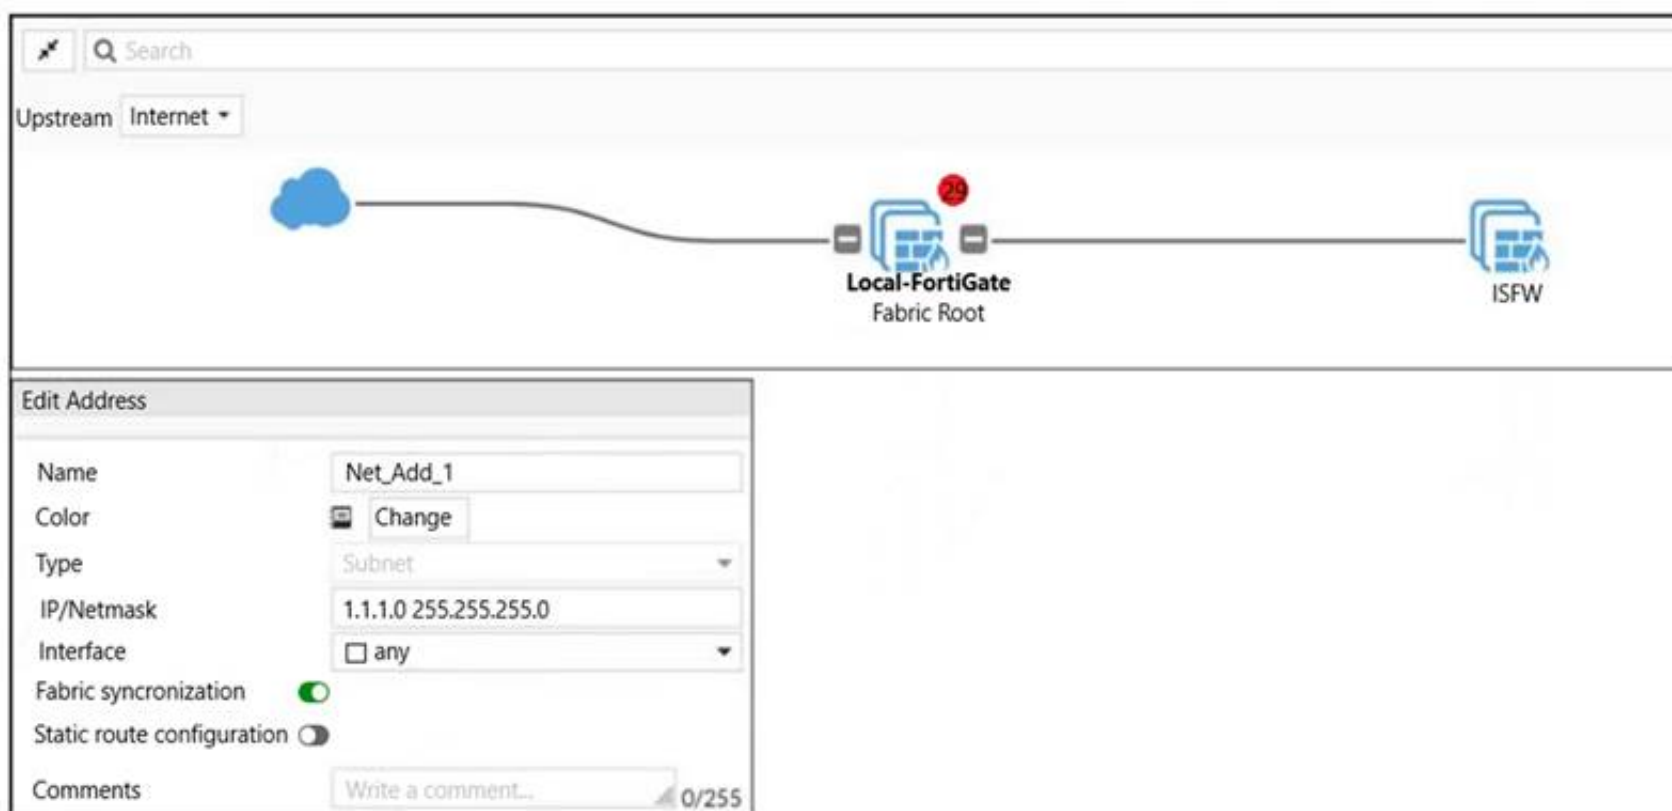 Search
Upstream Internet
29
Local-FortiGate
Fabric Root
ISFW
Edit Address
Name Net_Add_1
Color Change
Type Subnet
IP/Netmask 1.1.1.0 255.255.255.0
Interface any
Fabric syncronization
Static route configuration
Comments Write a comment... 0/255